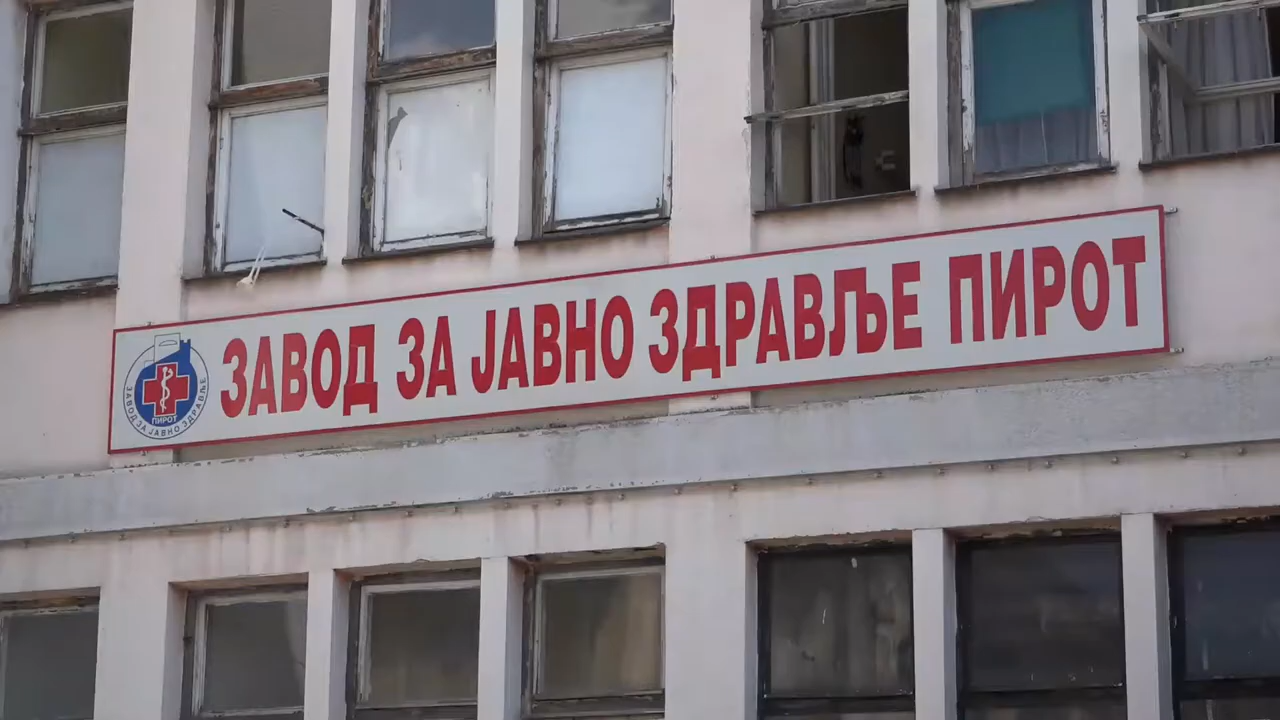 ЗАВОД ЗА ЈАВНО ЗДРАВЉЕ ПИРОТ
ПИРОТ
ЗАВОД ЗА ЈАВНО ЗДРАВЉЕ